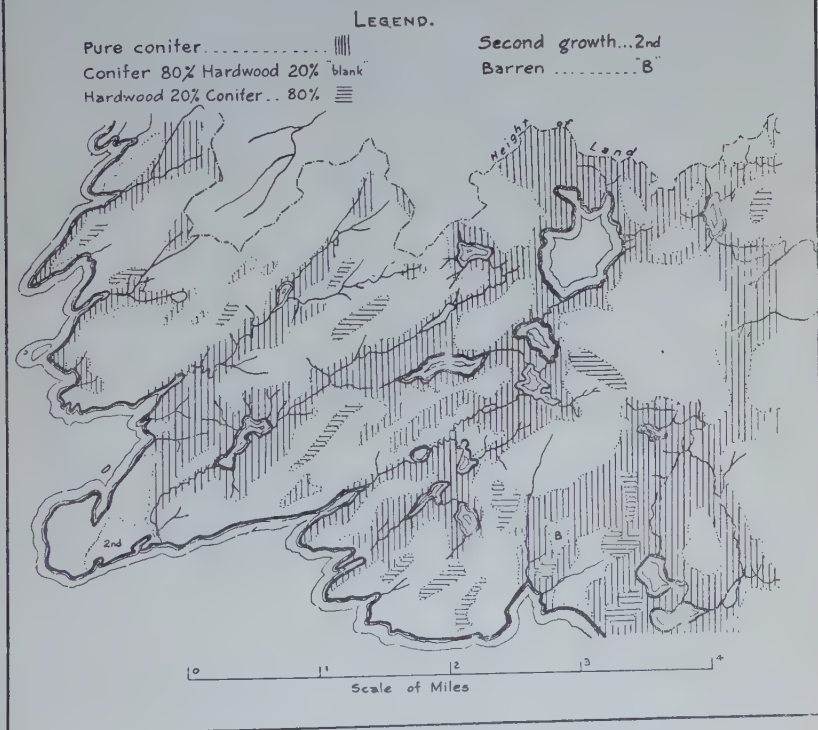 LEGEND.
Pure conifer..................
Conifer 80% Hardwood 20% "blank"
Hardwood 20% Conifer.. 80%
Second growth...2nd
Barren ..........."B"
Height or Land
2nd
B
0 1 2 3 4
Scale of Miles